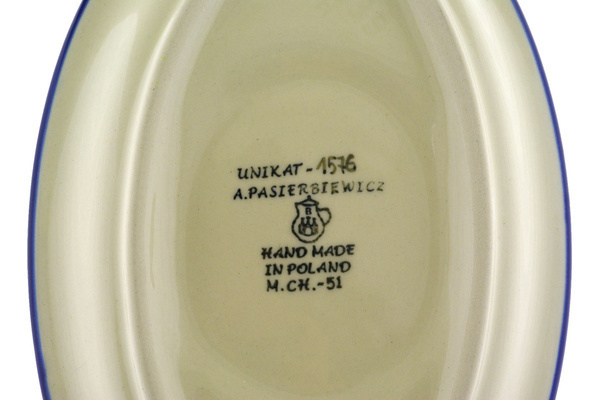 UNIKAT - 1576
A.PASIERBIEWICZ
B
HAND MADE
IN POLAND
M.CH.-51